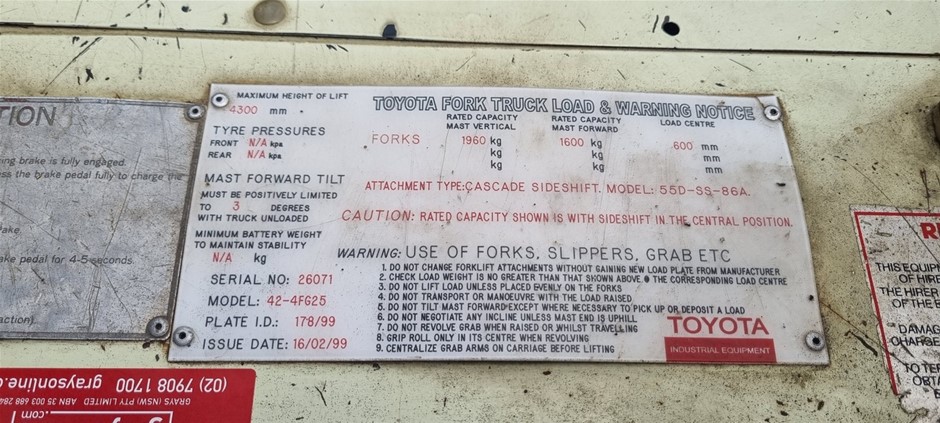 TION
ng brake is fully engaged.
ss the brake pedal fully to charge the
ake pedal for 4-5 seconds.
action)
TOYOTA FORK TRUCK LOAD & WARNING NOTICE
MAXIMUM HEIGHT OF LIFT
4300 mm
TYRE PRESSURES
FRONT N/A kpa
REAR N/A kpa
MAST FORWARD TILT
MUST BE POSITIVELY LIMITED
TO 3 DEGREES
WITH TRUCK UNLOADED
MINIMUM BATTERY WEIGHT
TO MAINTAIN STABILITY
N/A kg
SERIAL NO: 26071
MODEL: 42-4FG25
PLATE I.D.: 178/99
ISSUE DATE: 16/02/99
RATED CAPACITY MAST VERTICAL
RATED CAPACITY MAST FORWARD
LOAD CENTRE
FORKS 1960 kg 1600 kg 600 mm
kg kg mm
kg kg mm
ATTACHMENT TYPE: CASCADE SIDESHIFT. MODEL: 55D-SS-86A.
CAUTION: RATED CAPACITY SHOWN IS WITH SIDESHIFT IN THE CENTRAL POSITION.
WARNING: USE OF FORKS, SLIPPERS, GRAB ETC
1. DO NOT CHANGE FORKLIFT ATTACHMENTS WITHOUT GAINING NEW LOAD PLATE FROM MANUFACTURER
2. CHECK LOAD WEIGHT IS NO GREATER THAN THAT SHOWN ABOVE @ THE CORRESPONDING LOAD CENTRE
3. DO NOT LIFT LOAD UNLESS PLACED EVENLY ON THE FORKS
4. DO NOT TRANSPORT OR MANOEUVRE WITH THE LOAD RAISED
5. DO NOT TILT MAST FORWARD EXCEPT WHERE NECESSARY TO PICK UP OR DEPOSIT A LOAD
6. DO NOT NEGOTIATE ANY INCLINE UNLESS MAST END IS UPHILL
7. DO NOT REVOLVE GRAB WHEN RAISED OR WHILST TRAVELLING
8. GRIP ROLL ONLY IN ITS CENTRE WHEN REVOLVING
9. CENTRALIZE GRAB ARMS ON CARRIAGE BEFORE LIFTING
TOYOTA
INDUSTRIAL EQUIPMENT
THIS EQUIP
OF THE HIR
THE HIRER
OF THE E
DAMAG
CHARGE
TO TER
OBTA
(02) 7908 1700 graysonline.c
GRAYS (NSW) PTY LIMITED ABN 35 003 688 284
.com